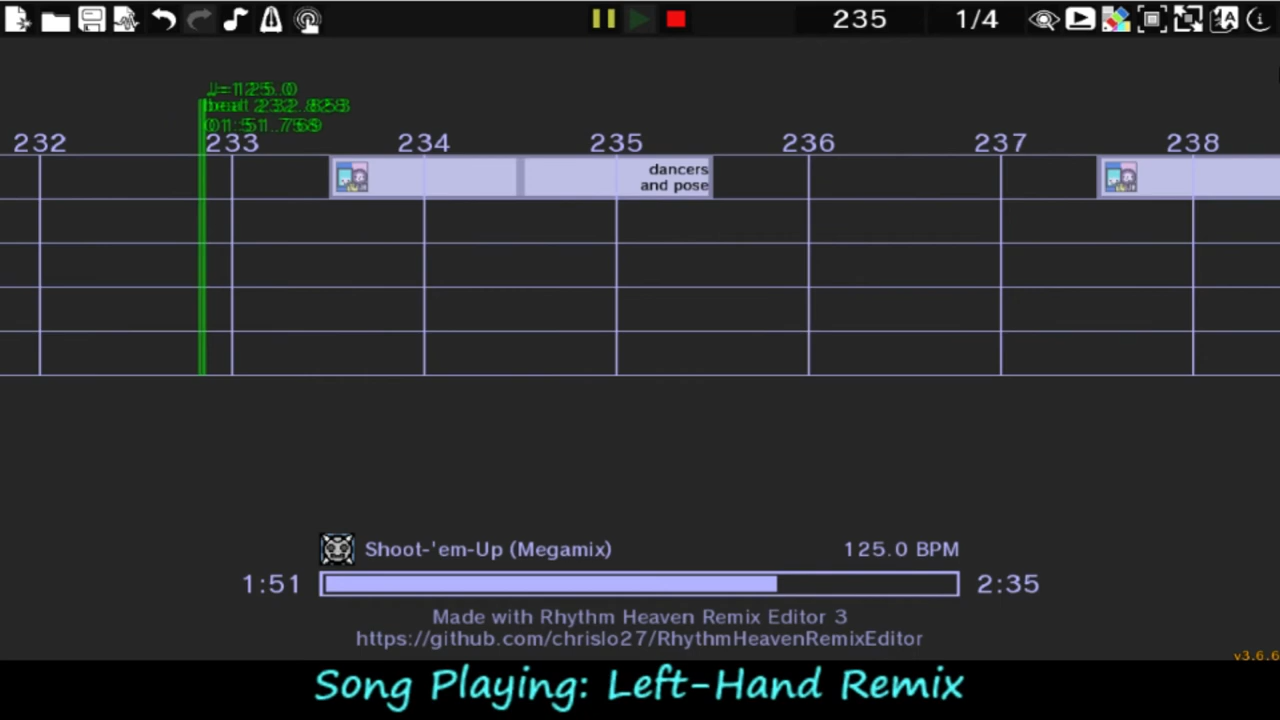 235 1/4
♩=125.0
beat 232.828
01:51.758
232 233 234 235 236 237 238
dancers
and pose
Shoot-'em-Up (Megamix) 125.0 BPM
1:51 2:35
Made with Rhythm Heaven Remix Editor 3
https://github.com/chrislo27/RhythmHeavenRemixEditor
v3.6.6
Song Playing: Left-Hand Remix